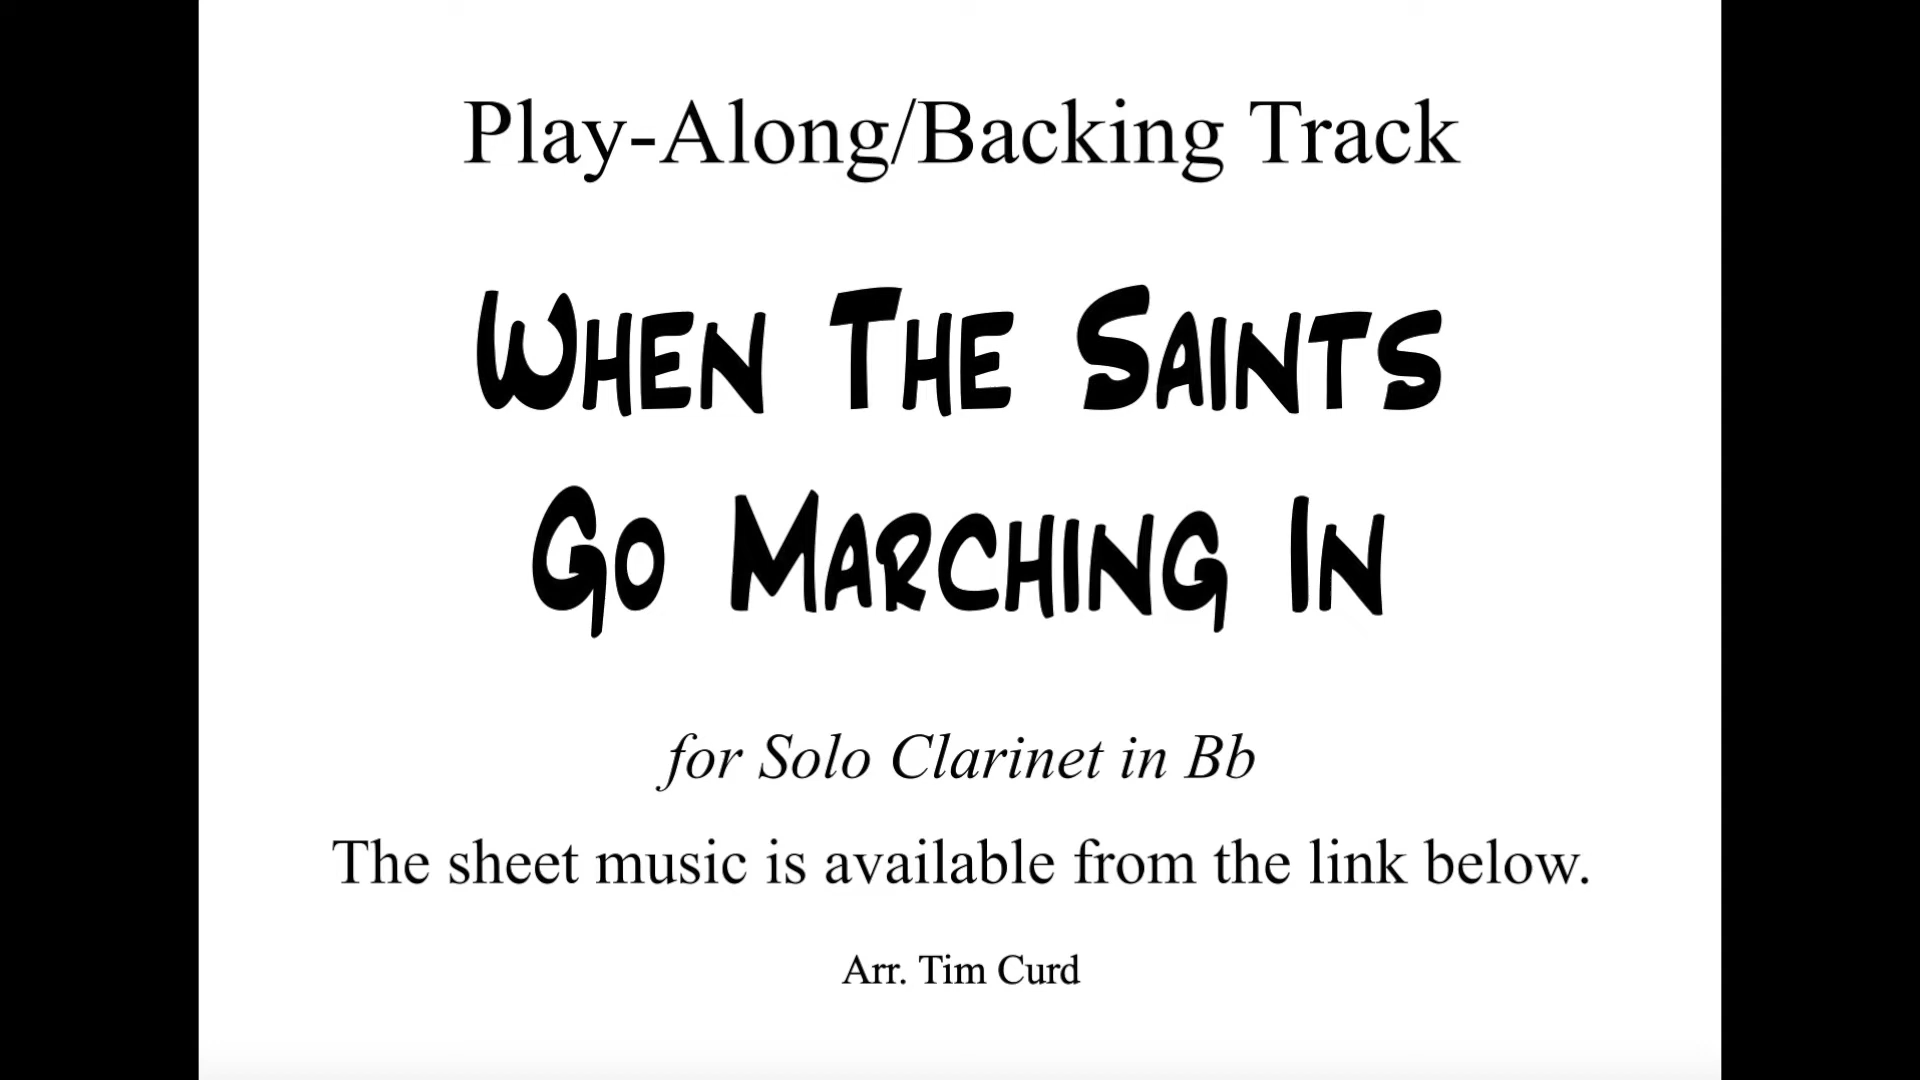 Play-Along/Backing Track
When The Saints
Go Marching In
for Solo Clarinet in Bb
The sheet music is available from the link below.
Arr. Tim Curd